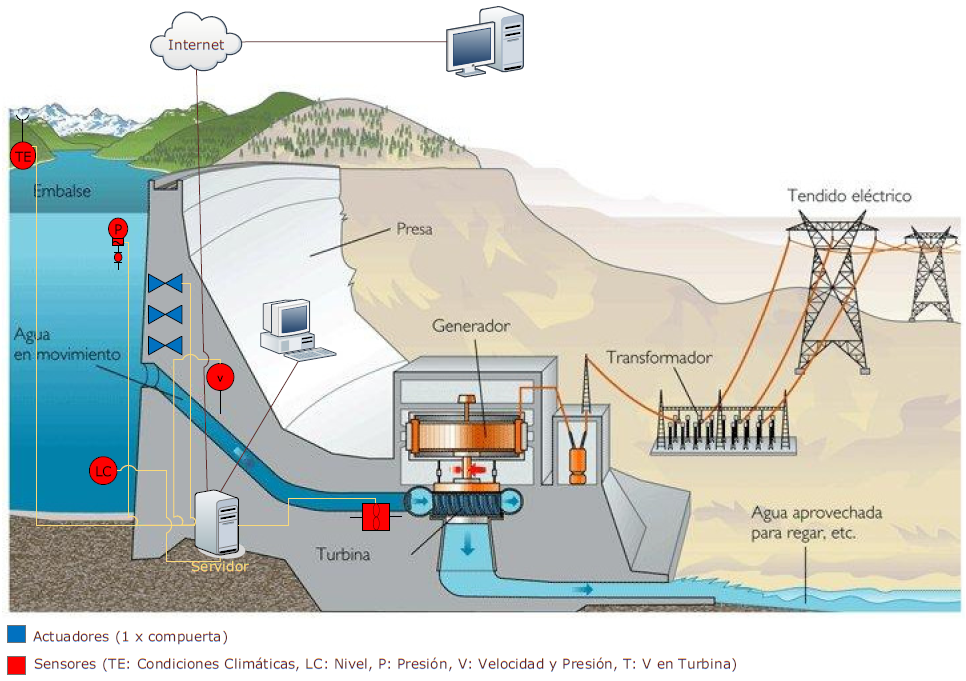 Internet
TE
Embalse
Tendido eléctrico
P
Presa
Agua
en movimiento
Generador
Transformador
v
LC
Agua aprovechada
para regar, etc.
Turbina
Servidor
Actuadores (1 x compuerta)
Sensores (TE: Condiciones Climáticas, LC: Nivel, P: Presión, V: Velocidad y Presión, T: V en Turbina)